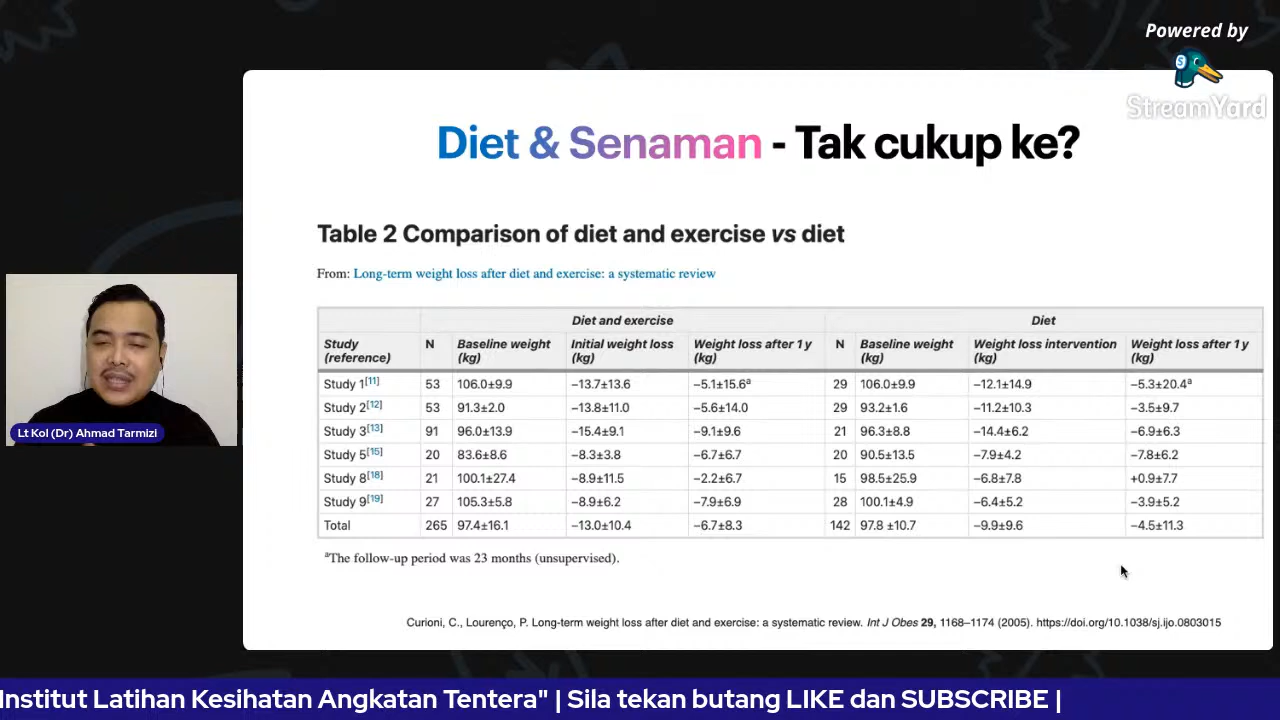 Powered by
StreamYard
Diet & Senaman - Tak cukup ke?
Table 2 Comparison of diet and exercise vs diet
From: Long-term weight loss after diet and exercise: a systematic review
Diet and exercise Diet
Study (reference) N Baseline weight (kg) Initial weight loss (kg) Weight loss after 1 y (kg) N Baseline weight (kg) Weight loss intervention (kg) Weight loss after 1 y (kg)
Study 1[11] 53 106.0±9.9 −13.7±13.6 −5.1±15.6a 29 106.0±9.9 −12.1±14.9 −5.3±20.4a
Study 2[12] 53 91.3±2.0 −13.8±11.0 −5.6±14.0 29 93.2±1.6 −11.2±10.3 −3.5±9.7
Study 3[13] 91 96.0±13.9 −15.4±9.1 −9.1±9.6 21 96.3±8.8 −14.4±6.2 −6.9±6.3
Study 5[15] 20 83.6±8.6 −8.3±3.8 −6.7±6.7 20 90.5±13.5 −7.9±4.2 −7.8±6.2
Study 8[18] 21 100.1±27.4 −8.9±11.5 −2.2±6.7 15 98.5±25.9 −6.8±7.8 +0.9±7.7
Study 9[19] 27 105.3±5.8 −8.9±6.2 −7.9±6.9 28 100.1±4.9 −6.4±5.2 −3.9±5.2
Total 265 97.4±16.1 −13.0±10.4 −6.7±8.3 142 97.8 ±10.7 −9.9±9.6 −4.5±11.3
aThe follow-up period was 23 months (unsupervised).
Curioni, C., Lourenço, P. Long-term weight loss after diet and exercise: a systematic review. Int J Obes 29, 1168–1174 (2005). https://doi.org/10.1038/sj.ijo.0803015
Lt Kol (Dr) Ahmad Tarmizi
Institut Latihan Kesihatan Angkatan Tentera" | Sila tekan butang LIKE dan SUBSCRIBE |